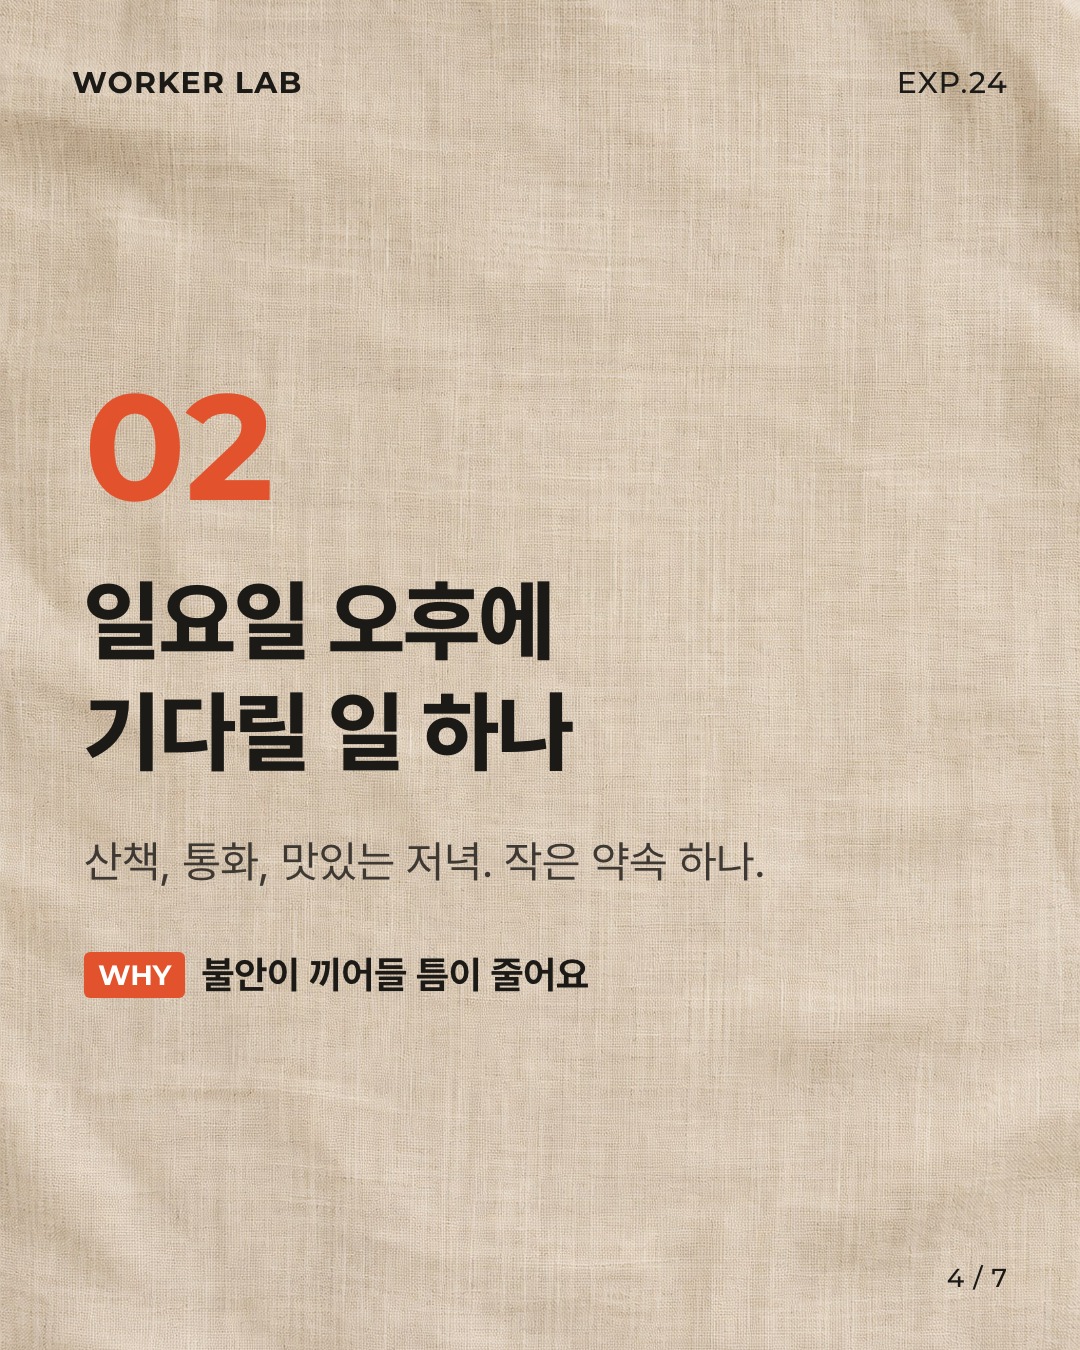 WORKER LAB
EXP.24
02
일요일 오후에
기다릴 일 하나
산책, 통화, 맛있는 저녁. 작은 약속 하나.
WHY 불안이 끼어들 틈이 줄어요
4 / 7